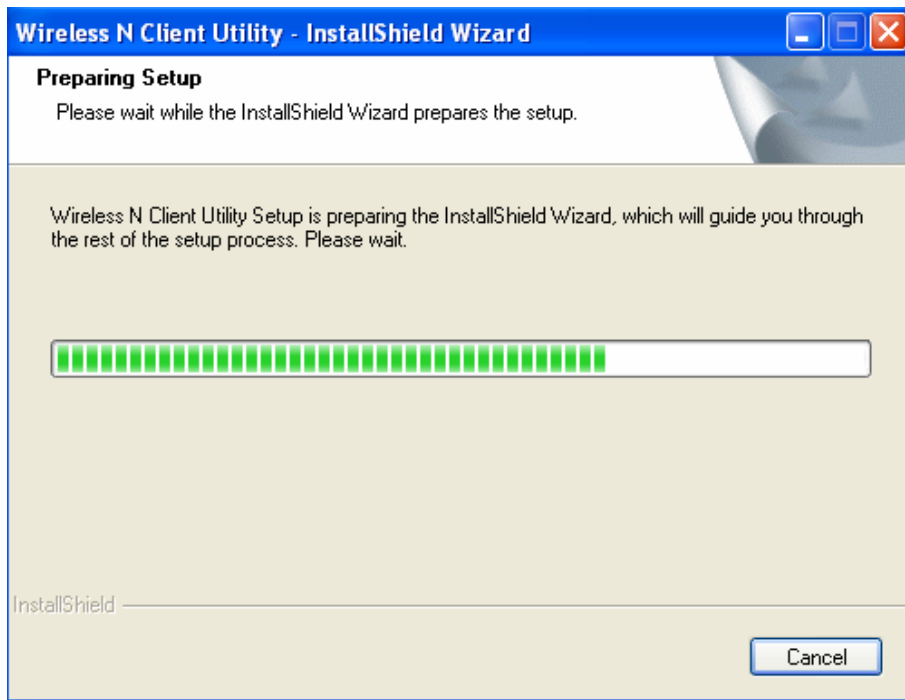 Wireless N Client Utility - InstallShield Wizard
Preparing Setup
Please wait while the InstallShield Wizard prepares the setup.
Wireless N Client Utility Setup is preparing the InstallShield Wizard, which will guide you through
the rest of the setup process. Please wait.
InstallShield
Cancel